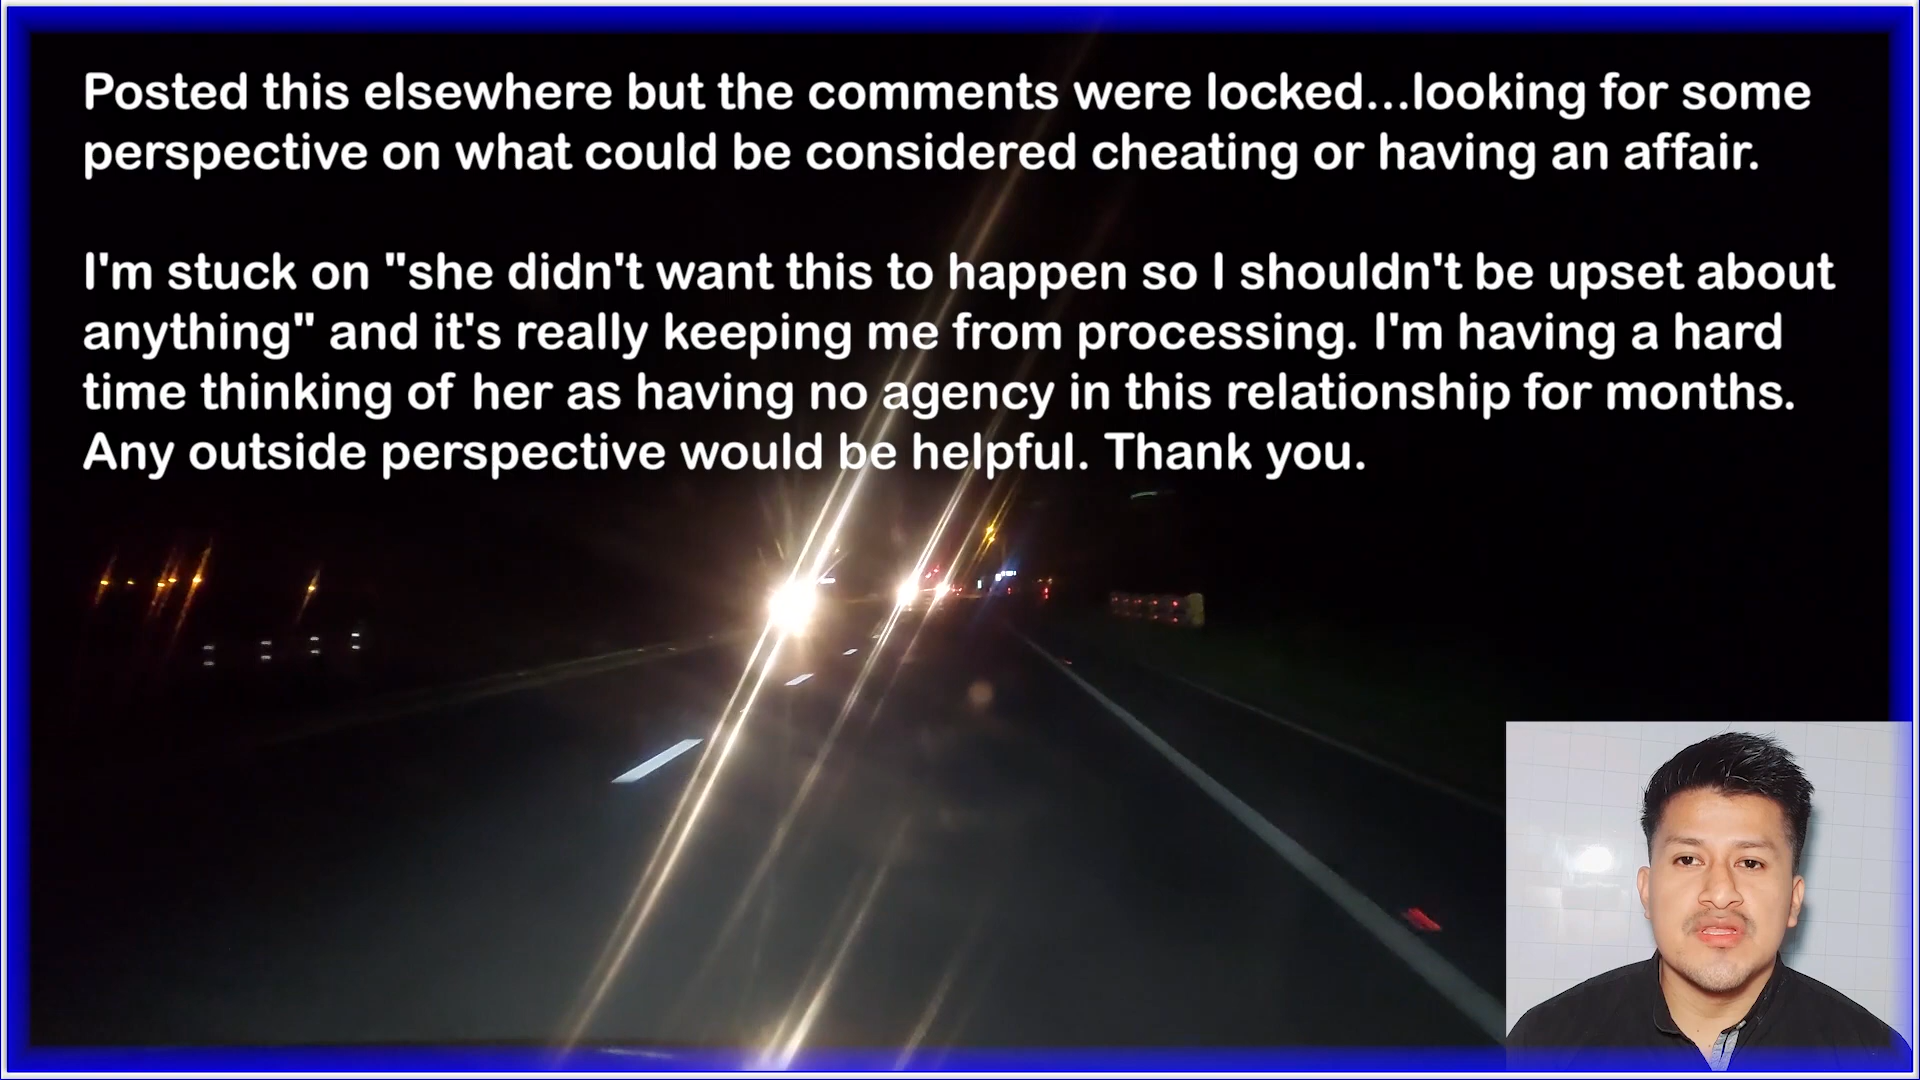 Posted this elsewhere but the comments were locked...looking for some
perspective on what could be considered cheating or having an affair.
I'm stuck on "she didn't want this to happen so I shouldn't be upset about
anything" and it's really keeping me from processing. I'm having a hard
time thinking of her as having no agency in this relationship for months.
Any outside perspective would be helpful. Thank you.